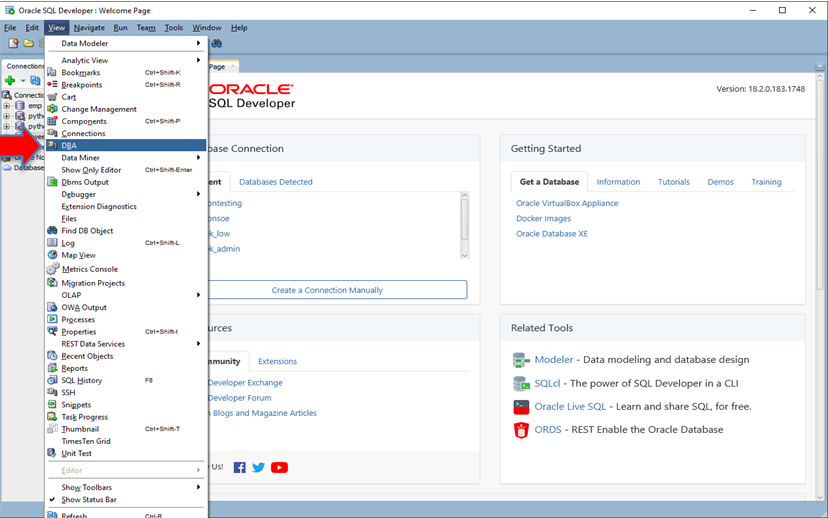 Oracle SQL Developer : Welcome Page
File Edit View Navigate Run Team Tools Window Help
Connections
Page
Connectio
emp
pyth
pyth
Oracle No
Database
Data Modeler
Analytic View
Bookmarks Ctrl+Shift-K
Breakpoints Ctrl+Shift-R
Cart
Change Management
Components Ctrl+Shift-P
Connections
DBA
Data Miner
Show Only Editor Ctrl+Shift-Enter
Dbms Output
Debugger
Extension Diagnostics
Files
Find DB Object
Log Ctrl+Shift-L
Map View
Metrics Console
Migration Projects
OLAP
OWA Output
Processes
Properties Ctrl+Shift-I
REST Data Services
Recent Objects
Reports
SQL History F8
SSH
Snippets
Task Progress
Thumbnail Ctrl+Shift-T
TimesTen Grid
Unit Test
Editor
Show Toolbars
Show Status Bar
Refresh Ctrl-R
ORACLE
SQL Developer
Version: 18.2.0.183.1748
base Connection
ent Databases Detected
ontesting
onsoe
k_low
k_admin
Create a Connection Manually
Getting Started
Get a Database Information Tutorials Demos Training
Oracle VirtualBox Appliance
Docker Images
Oracle Database XE
urces
mmunity Extensions
Developer Exchange
Developer Forum
Blogs and Magazine Articles
Us!
Related Tools
Modeler - Data modeling and database design
SQLcl - The power of SQL Developer in a CLI
Oracle Live SQL - Learn and share SQL, for free.
ORDS - REST Enable the Oracle Database